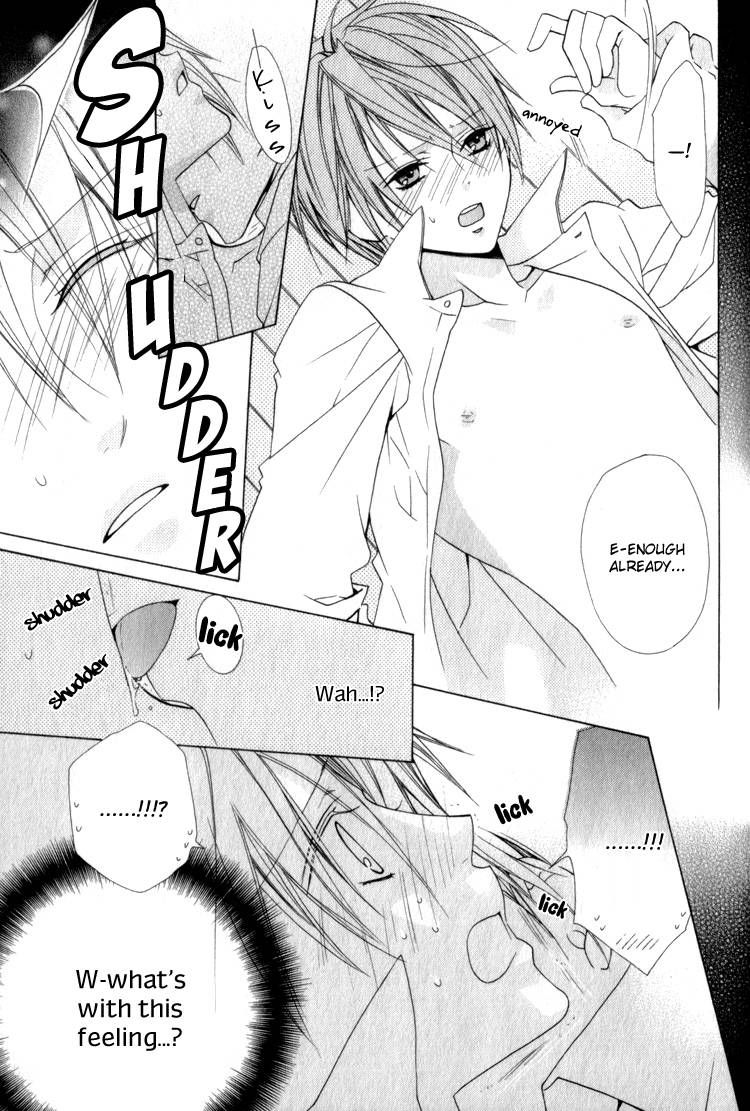 —!
annoyed
Kiss
SHUDDER
E-ENOUGH
ALREADY...
shudder
shudder
lick
Wah...!?
.......!!!
lick
lick
......!!!?
W-what's
with this
feeling...?